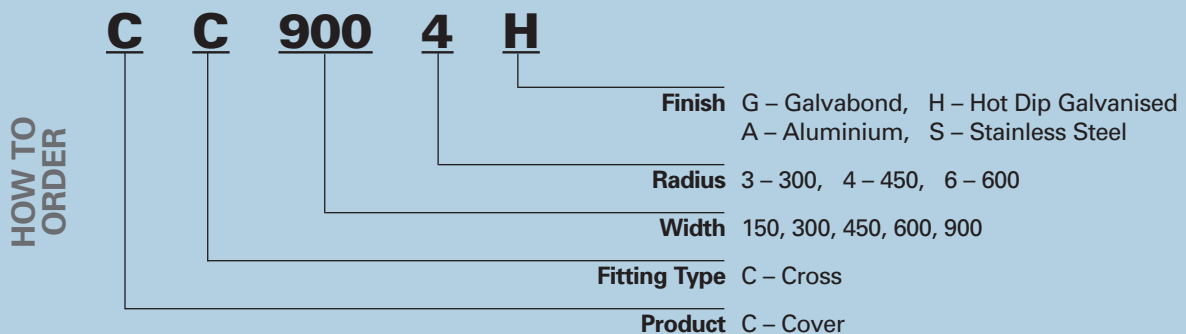 C C 900 4 H
HOW TO
ORDER
Finish G – Galvabond, H – Hot Dip Galvanised
A – Aluminium, S – Stainless Steel
Radius 3 – 300, 4 – 450, 6 – 600
Width 150, 300, 450, 600, 900
Fitting Type C – Cross
Product C – Cover